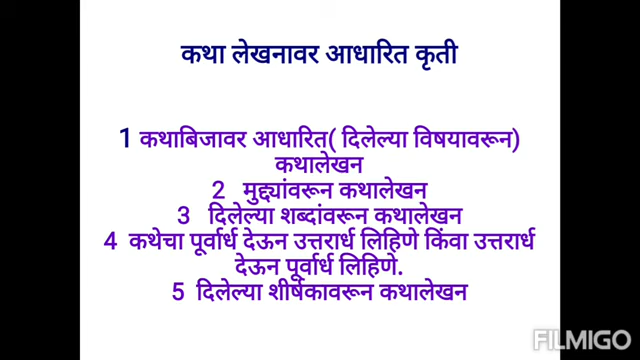 कथा लेखनावर आधारित कृती
1 कथाबिजावर आधारित( दिलेल्या विषयावरून)
कथालेखन
2 मुद्द्यांवरून कथालेखन
3 दिलेल्या शब्दांवरून कथालेखन
4 कथेचा पूर्वार्ध देऊन उत्तरार्ध लिहिणे किंवा उत्तरार्ध
देऊन पूर्वार्ध लिहिणे.
5 दिलेल्या शीर्षकावरून कथालेखन
FILMIGO